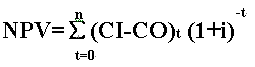 n
NPV=Σ(CI-CO)t (1+i)-t
t=0